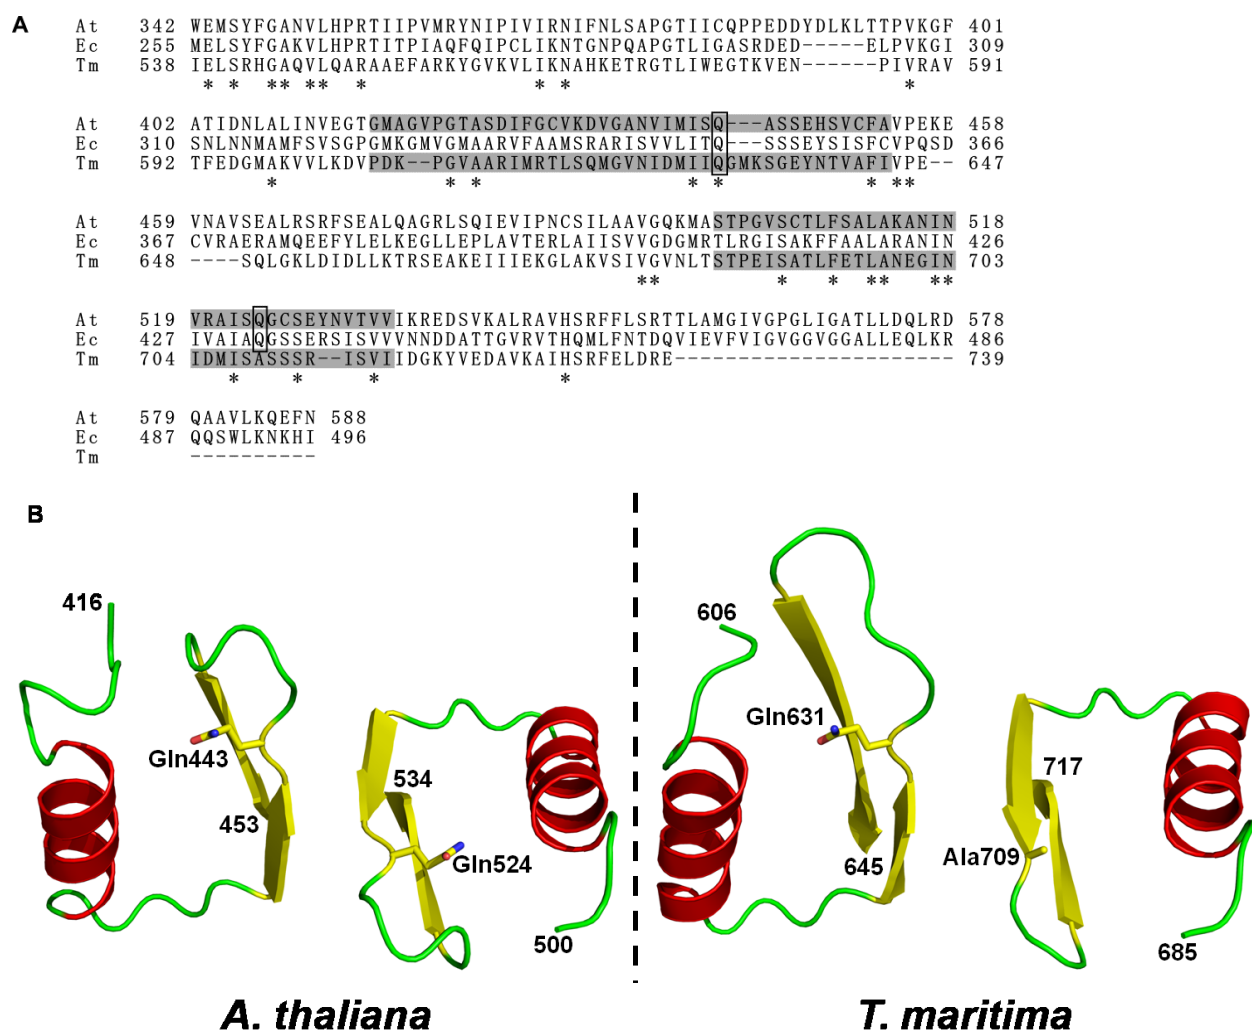 A
At 342 WEMSYFGANVLHPRTIIPVMRYNIPIVIRNIFNLSAPGTIICQPPEDDYDLKLTTPVKGF 401
Ec 255 MELSYFGAKVLHPRTITPIAQFQIPCLIKNTGNPQAPGTLIGASRDED-----ELPVKGI 309
Tm 538 IELSRHGAQVLQARAAEFARKYGVKVLIKNAHKETRGTLIWEGTKVEN------PIVRAV 591
* * ** ** * * * *
At 402 ATIDNLALINVEGTGMAGVPGTASDIFGCVKDVGANVIMISQ---ASSEHSVCFAVPEKE 458
Ec 310 SNLNNMAMFSVSGPGMKGMVGMAARVFAAMSRARISVVLITQ---SSSEYSISFCVPQSD 366
Tm 592 TFEDGMAKVVLKDVPDK--PGVAARIMRTLSQMGVNIDMIIQGMKSGEYNTVAFIVPE-- 647
* * * * * * **
At 459 VNAVSEALRSRFSEALQAGRLSQIEVIPNCSILAAVGQKMASTPGVSCTLFSALAKANIN 518
Ec 367 CVRAERAMQEEFYLELKEGLLEPLAVTERLAIISVVGDGMRTLRGISAKFFAALARANIN 426
Tm 648 ----SQLGKLDIDLLKTRSEAKEIIIEKGLAKVSIVGVNLTSTPEISATLFETLANEGIN 703
** * * ** **
At 519 VRAISQGCSEYNVTVVIKREDSVKALRAVHSRFFLSRTTLAMGIVGPGLIGATLLDQLRD 578
Ec 427 IVAIAQGSSERSISVVVNNDDATTGVRVTHQMLFNTDQVIEVFVIGVGGVGGALLEQLKR 486
Tm 704 IDMISASSSR--ISVIIDGKYVEDAVKAIHSRFELDRE---------------------- 739
* * * *
At 579 QAAVLKQEFN 588
Ec 487 QQSWLKNKHI 496
Tm ----------
B
416
Gln443
453
534
Gln524
500
606
Gln631
645
717
Ala709
685
A. thaliana
T. maritima